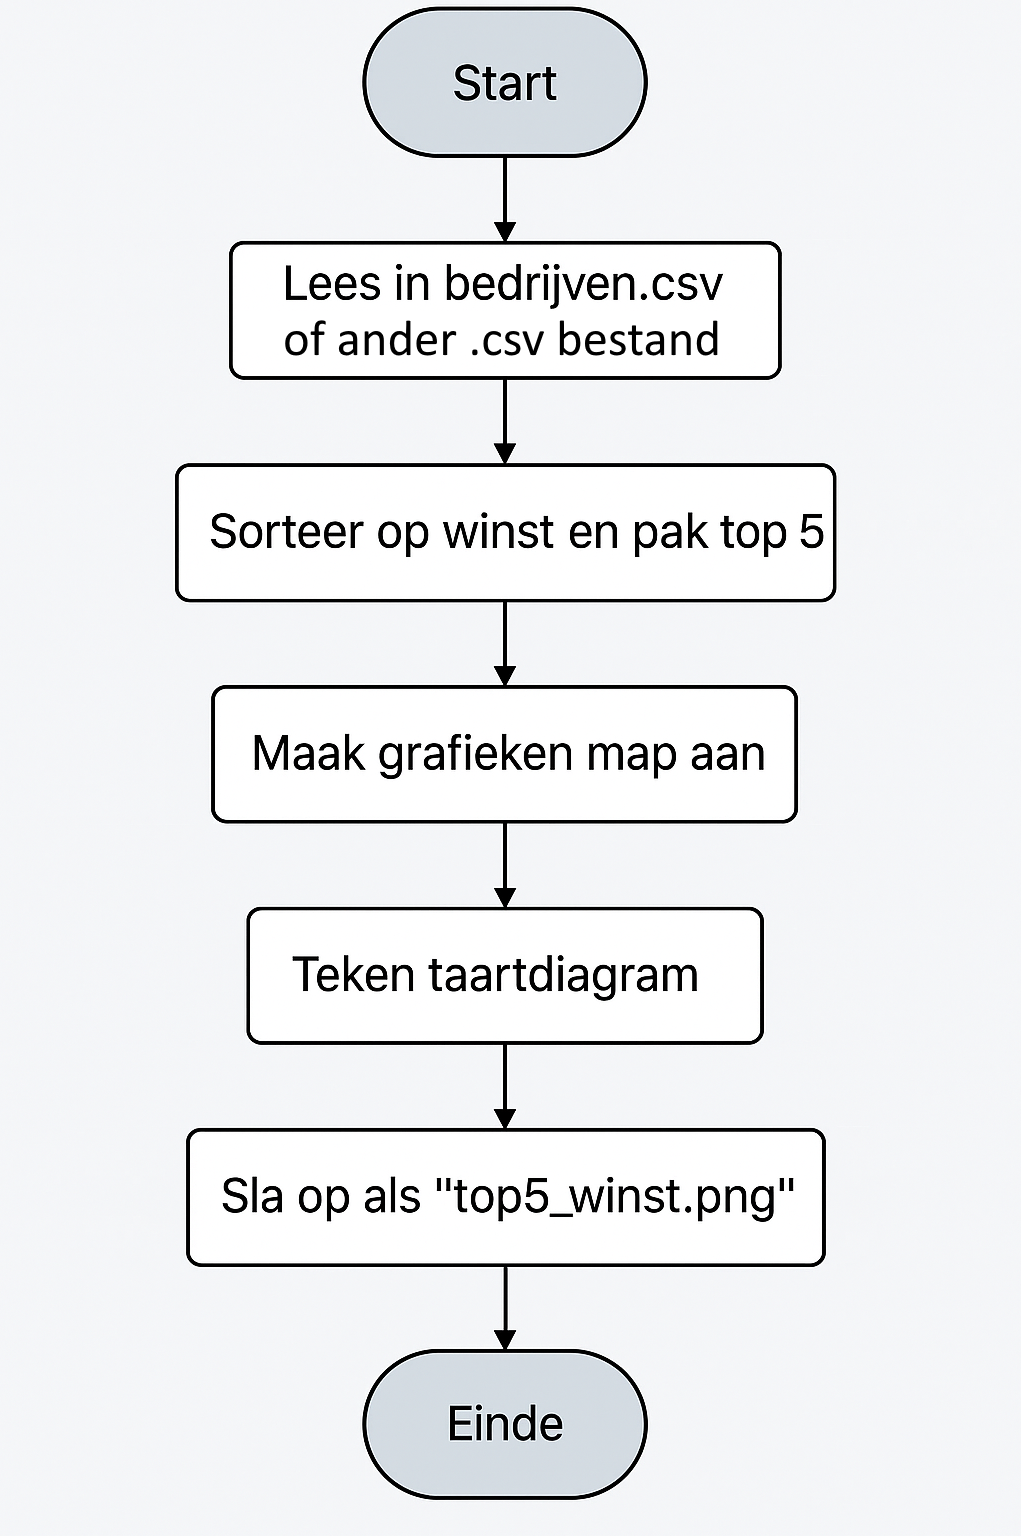 Start
Lees in bedrijven.csv
of ander .csv bestand
Sorteer op winst en pak top 5
Maak grafieken map aan
Teken taartdiagram
Sla op als "top5_winst.png"
Einde